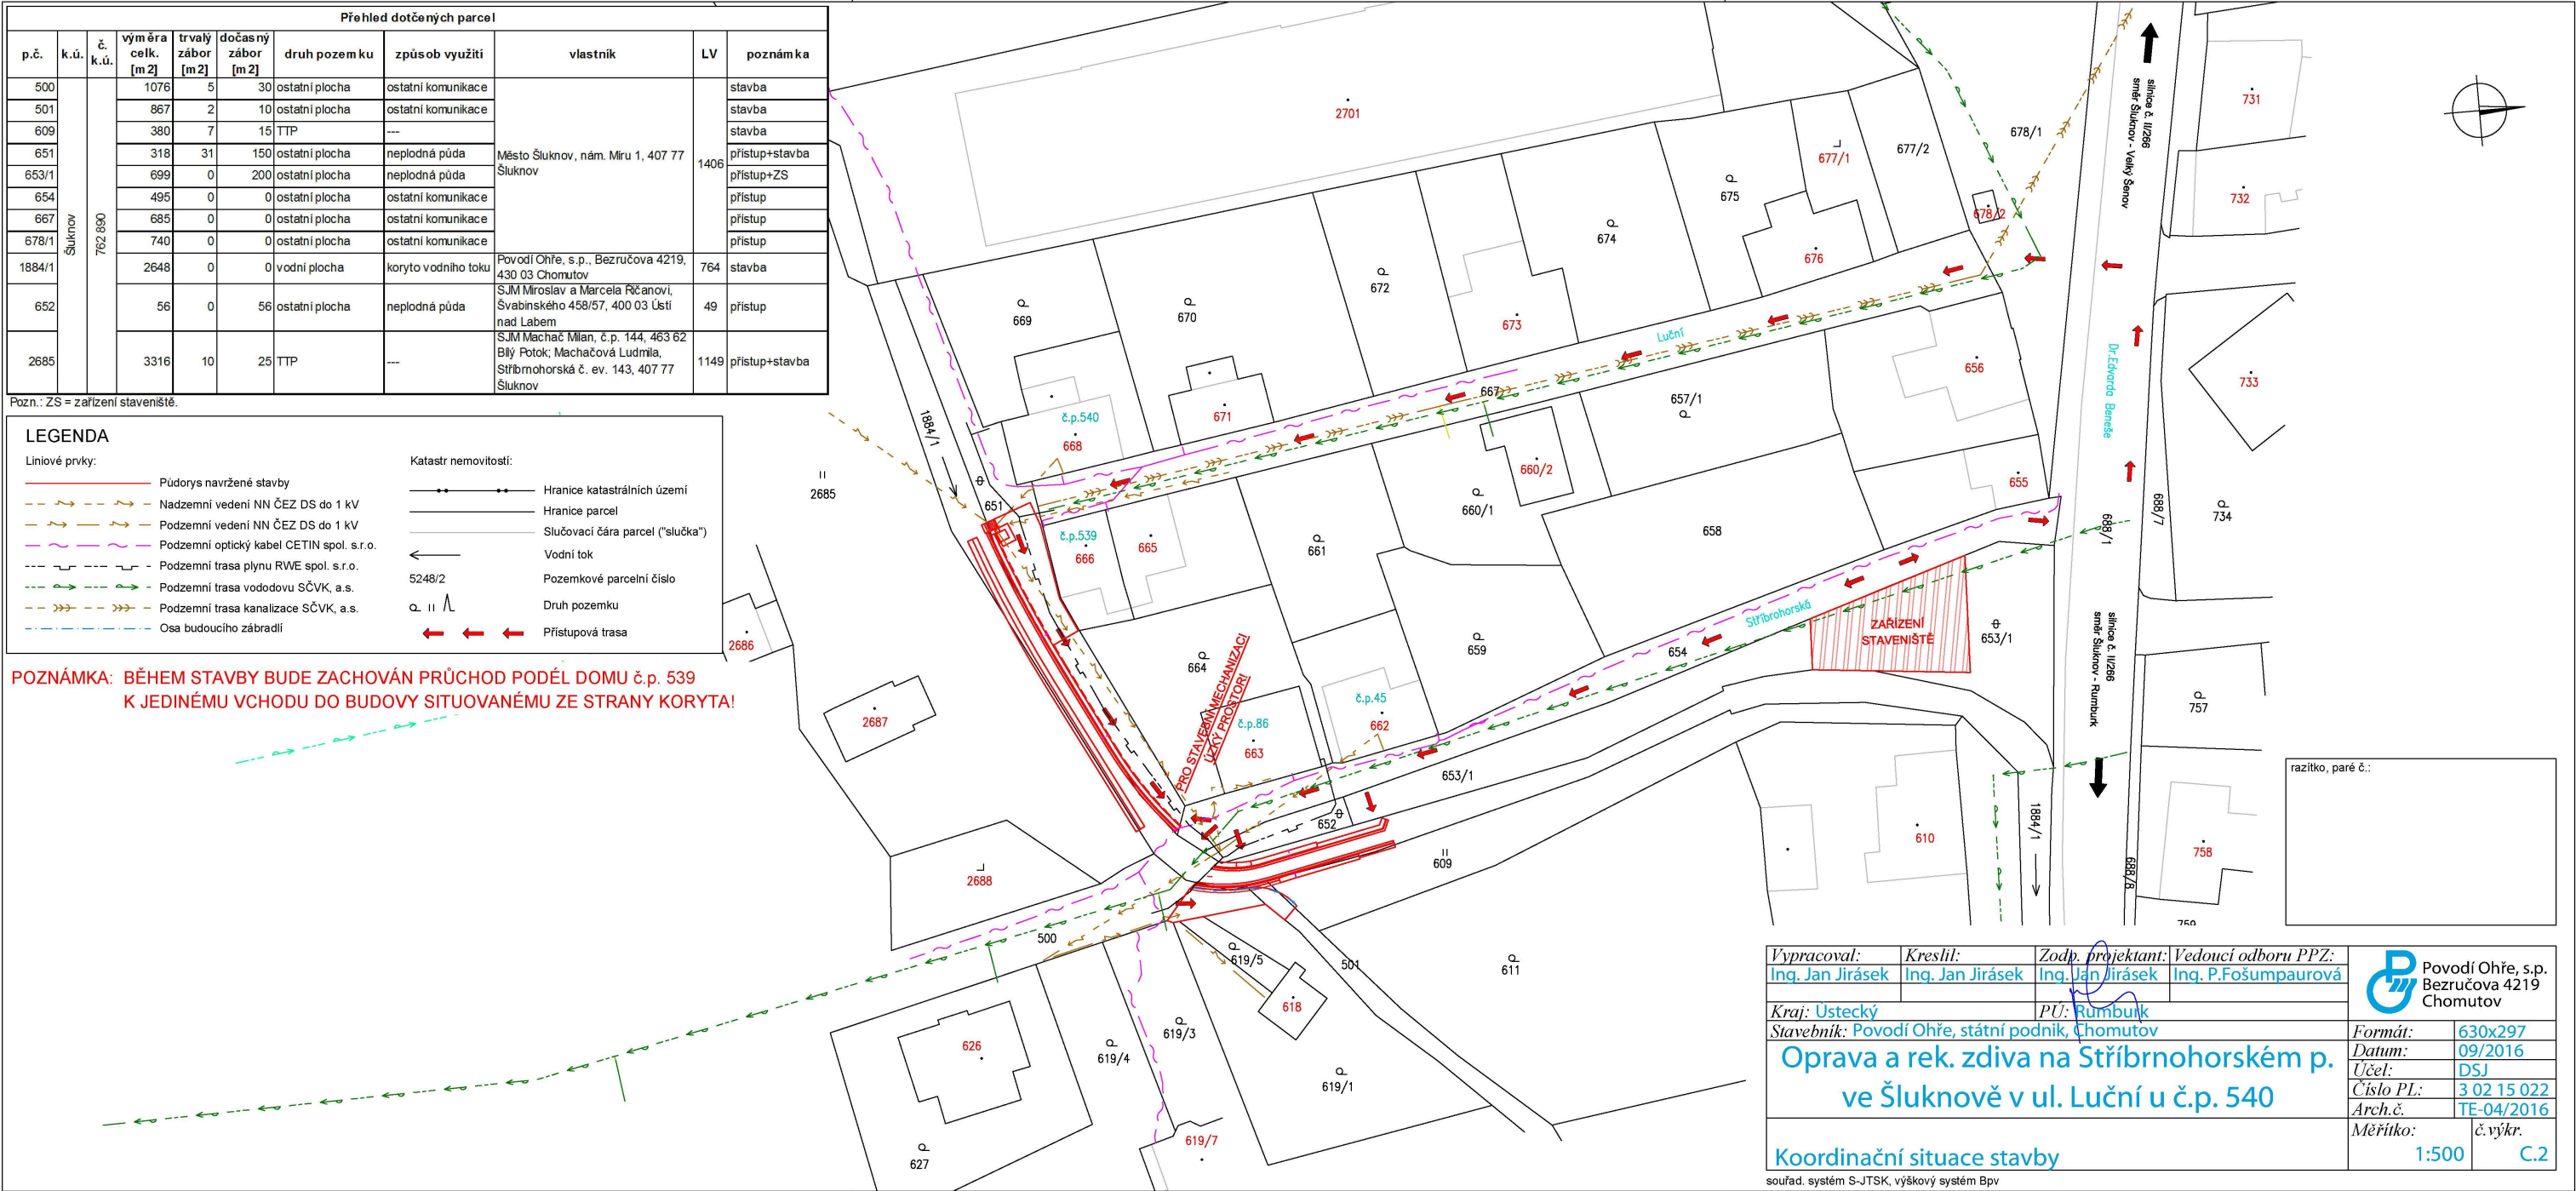 Přehled dotčených parcel
p.č. k.ú. č. k.ú. výměra celk. [m2] trvalý zábor [m2] dočasný zábor [m2] druh pozemku způsob využití vlastník LV poznámka
Šluknov
762 890
500 1076 5 30 ostatní plocha ostatní komunikace stavba
501 867 2 10 ostatní plocha ostatní komunikace stavba
609 380 7 15 TTP --- stavba
651 318 31 150 ostatní plocha neplodná půda přístup+stavba
653/1 699 0 200 ostatní plocha neplodná půda přístup+ZS
654 495 0 0 ostatní plocha ostatní komunikace přístup
667 685 0 0 ostatní plocha ostatní komunikace přístup
678/1 740 0 0 ostatní plocha ostatní komunikace přístup
Město Šluknov, nám. Míru 1, 407 77
Šluknov
1406
1884/1 2648 0 0 vodní plocha koryto vodního toku Povodí Ohře, s.p., Bezručova 4219, 764 stavba
430 03 Chomutov
652 56 0 56 ostatní plocha neplodná půda SJM Miroslav a Marcela Řičanovi, 49 přístup
Švabinského 458/57, 400 03 Ústí
nad Labem
2685 3316 10 25 TTP --- SJM Machač Milan, č.p. 144, 463 62 1149 přístup+stavba
Bílý Potok; Machačová Ludmila,
Stříbrnohorská č. ev. 143, 407 77
Šluknov
Pozn.: ZS = zařízení staveniště.
LEGENDA
Liniové prvky:
Půdorys navržené stavby
Nadzemní vedení NN ČEZ DS do 1 kV
Podzemní vedení NN ČEZ DS do 1 kV
Podzemní optický kabel CETIN spol. s.r.o.
Podzemní trasa plynu RWE spol. s.r.o.
Podzemní trasa vododovu SČVK, a.s.
Podzemní trasa kanalizace SČVK, a.s.
Osa budoucího zábradlí
Katastr nemovitostí:
Hranice katastrálních území
Hranice parcel
Slučovací čára parcel ("slučka")
Vodní tok
5248/2 Pozemkové parcelní číslo
Druh pozemku
Přístupová trasa
POZNÁMKA: BĚHEM STAVBY BUDE ZACHOVÁN PRŮCHOD PODÉL DOMU č.p. 539
K JEDINÉMU VCHODU DO BUDOVY SITUOVANÉMU ZE STRANY KORYTA!
2701
731
732
733
734
757
758
759
678/1
678/2
677/1
677/2
675
676
674
673
672
670
671
669
č.p.540
668
1884/1
651
2685
2686
2687
2688
č.p.539
666
665
667
Luční
657/1
656
655
660/2
660/1
661
658
659
664
č.p.86
663
č.p.45
662
654
Stříbrohorská
653/1
653/1
652
ZAŘÍZENÍ
STAVENIŠTĚ
PRO STAVEBNÍ MECHANIZACI
ÚZKÝ PROSTOR!
609
610
611
500
501
618
619/5
619/3
619/4
619/1
619/7
626
627
1884/1
688/1
688/7
688/8
Dr.Edvarda Beneše
silnice č. II/266
směr Šluknov - Velký Šenov
silnice č. II/266
směr Šluknov - Rumburk
razítko, paré č.:
Vypracoval: Kreslil: Zodp. projektant: Vedoucí odboru PPZ:
Ing. Jan Jirásek Ing. Jan Jirásek Ing. Jan Jirásek Ing. P.Fošumpaurová
Kraj: Ústecký PÚ: Rumburk
Stavebník: Povodí Ohře, státní podnik, Chomutov
Povodí Ohře, s.p.
Bezručova 4219
Chomutov
Oprava a rek. zdiva na Stříbrnohorském p.
ve Šluknově v ul. Luční u č.p. 540
Koordinační situace stavby
Formát: 630x297
Datum: 09/2016
Účel: DSJ
Číslo PL: 3 02 15 022
Arch.č. TE-04/2016
Měřítko: č.výkr.
1:500 C.2
souřad. systém S-JTSK, výškový systém Bpv